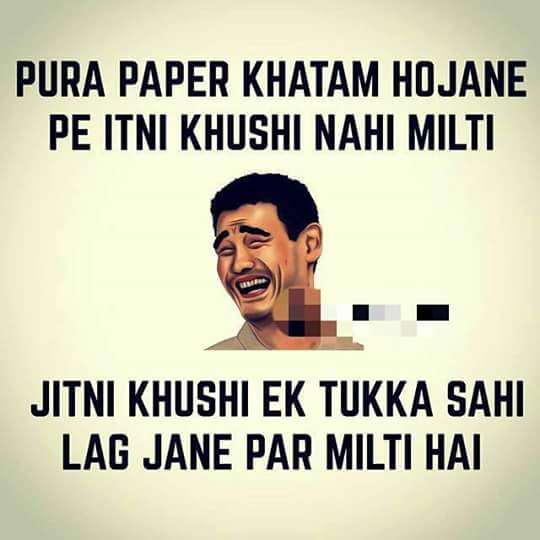 PURA PAPER KHATAM HOJANE
PE ITNI KHUSHI NAHI MILTI
JITNI KHUSHI EK TUKKA SAHI
LAG JANE PAR MILTI HAI